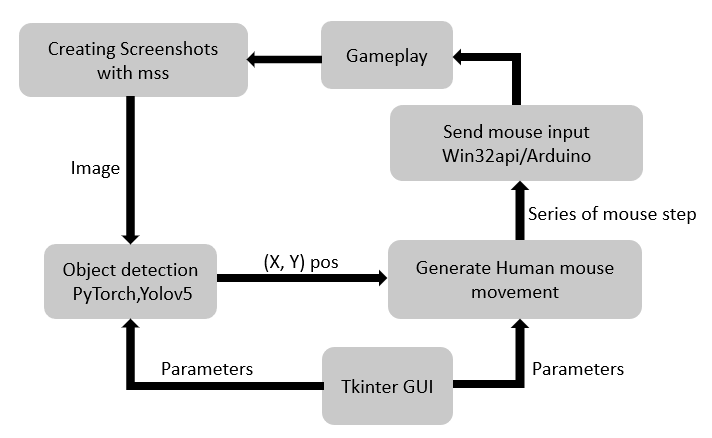 Creating Screenshots
with mss
Gameplay
Send mouse input
Win32api/Arduino
Image
Series of mouse step
Object detection
PyTorch,Yolov5
(X, Y) pos
Generate Human mouse
movement
Parameters
Tkinter GUI
Parameters